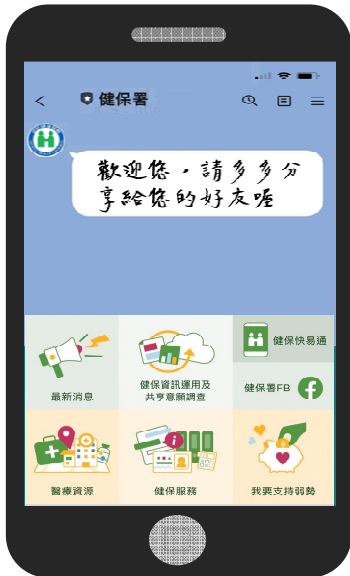 健保署
歡迎您，請多多分
享給您的好友喔
最新消息
健保資訊運用及
共享意願調查
健保快易通
健保署FB
醫療資源
健保服務
我要支持弱勢